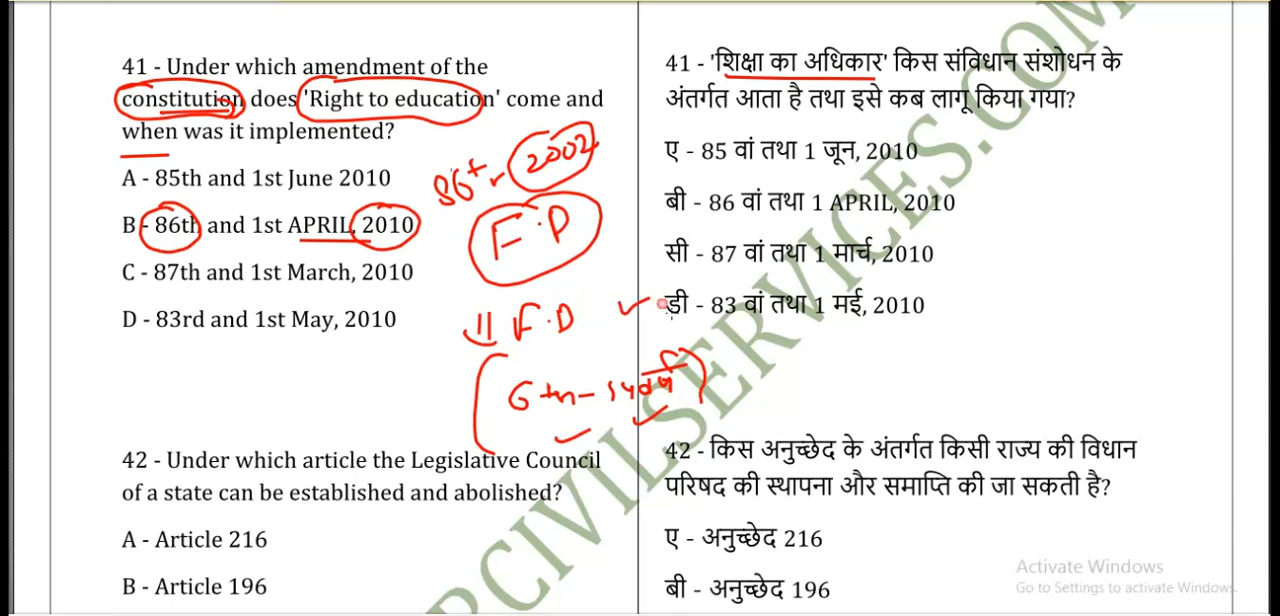 41 - Under which amendment of the
constitution does 'Right to education' come and
when was it implemented?
A - 85th and 1st June 2010
B - 86th and 1st APRIL, 2010
C - 87th and 1st March, 2010
D - 83rd and 1st May, 2010
86th 2002
F.D
11 F.D
6 th - 14
42 - Under which article the Legislative Council
of a state can be established and abolished?
A - Article 216
B - Article 196
41 - 'शिक्षा का अधिकार' किस संविधान संशोधन के
अंतर्गत आता है तथा इसे कब लागू किया गया?
ए - 85 वां तथा 1 जून, 2010
बी - 86 वां तथा 1 APRIL, 2010
सी - 87 वां तथा 1 मार्च, 2010
डी - 83 वां तथा 1 मई, 2010
42 - किस अनुच्छेद के अंतर्गत किसी राज्य की विधान
परिषद की स्थापना और समाप्ति की जा सकती है?
ए - अनुच्छेद 216
बी - अनुच्छेद 196
RCIVILSERVICES.COM
Activate Windows
Go to Settings to activate Windows.